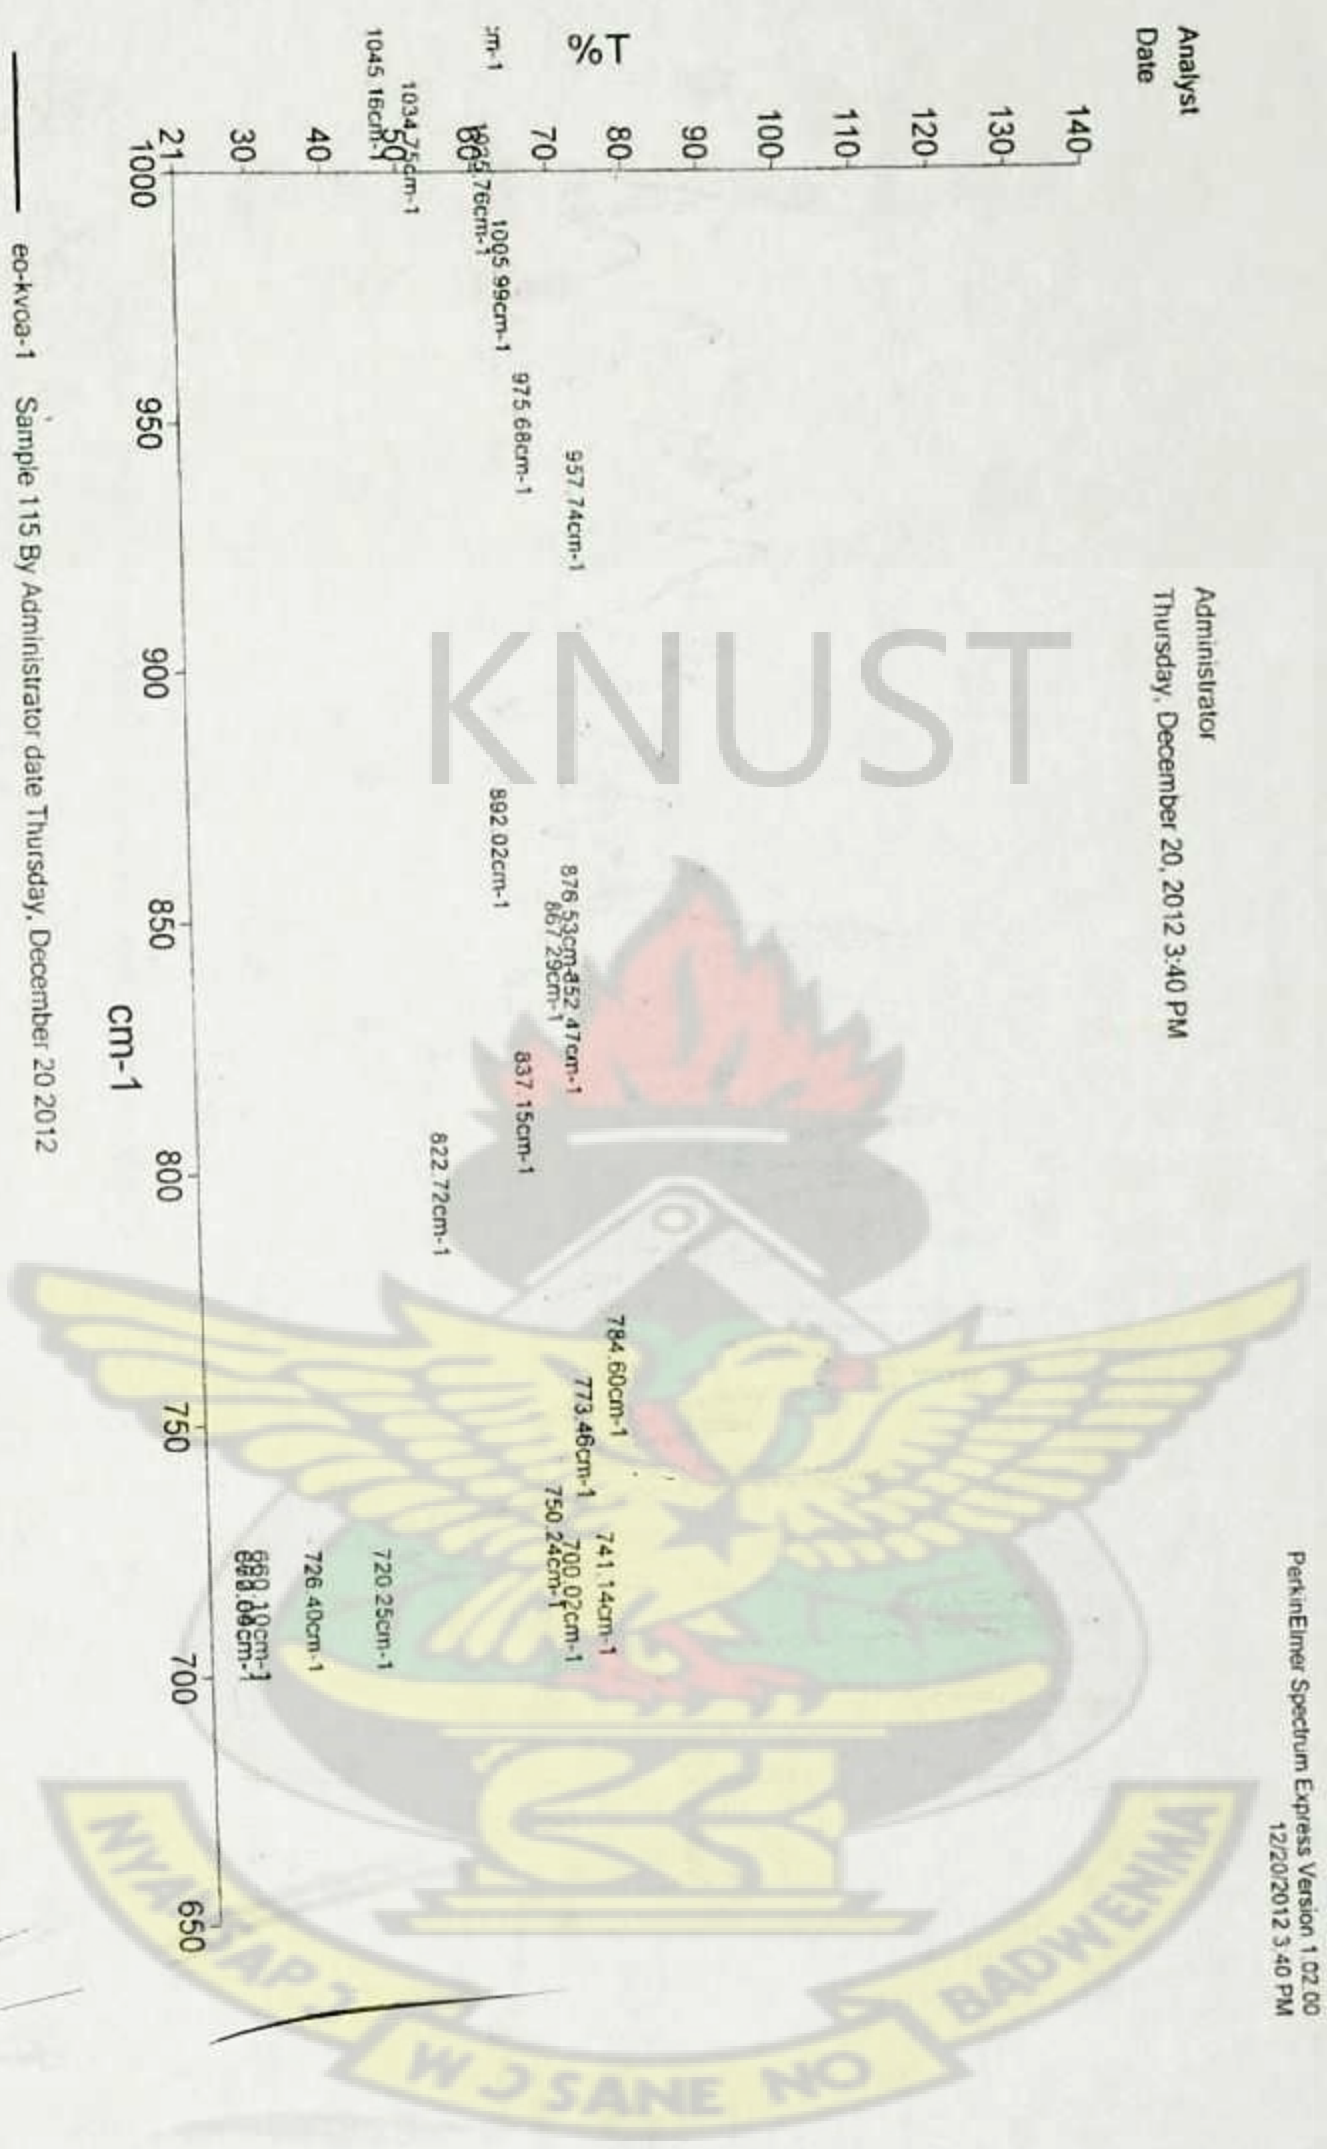 PerkinElmer Spectrum Express Version 1.02.00
12/20/2012 3:40 PM
Analyst
Administrator
Date
Thursday, December 20, 2012 3:40 PM
140
130
120
110
100
90
80
70
60
50
40
30
21
%T
1000
950
900
850
800
750
700
650
cm-1
cm-1
1045.16cm-1
1034.75cm-1
1005.99cm-1
975.68cm-1
957.74cm-1
892.02cm-1
876.53cm-1
867.29cm-1
852.47cm-1
837.15cm-1
822.72cm-1
784.60cm-1
773.46cm-1
750.24cm-1
741.14cm-1
700.02cm-1
720.25cm-1
726.40cm-1
eo-kvoa-1 Sample 115 By Administrator date Thursday, December 20 2012
KNUST
NYANSAPƆ
WƆSANE NO
BADWENMA